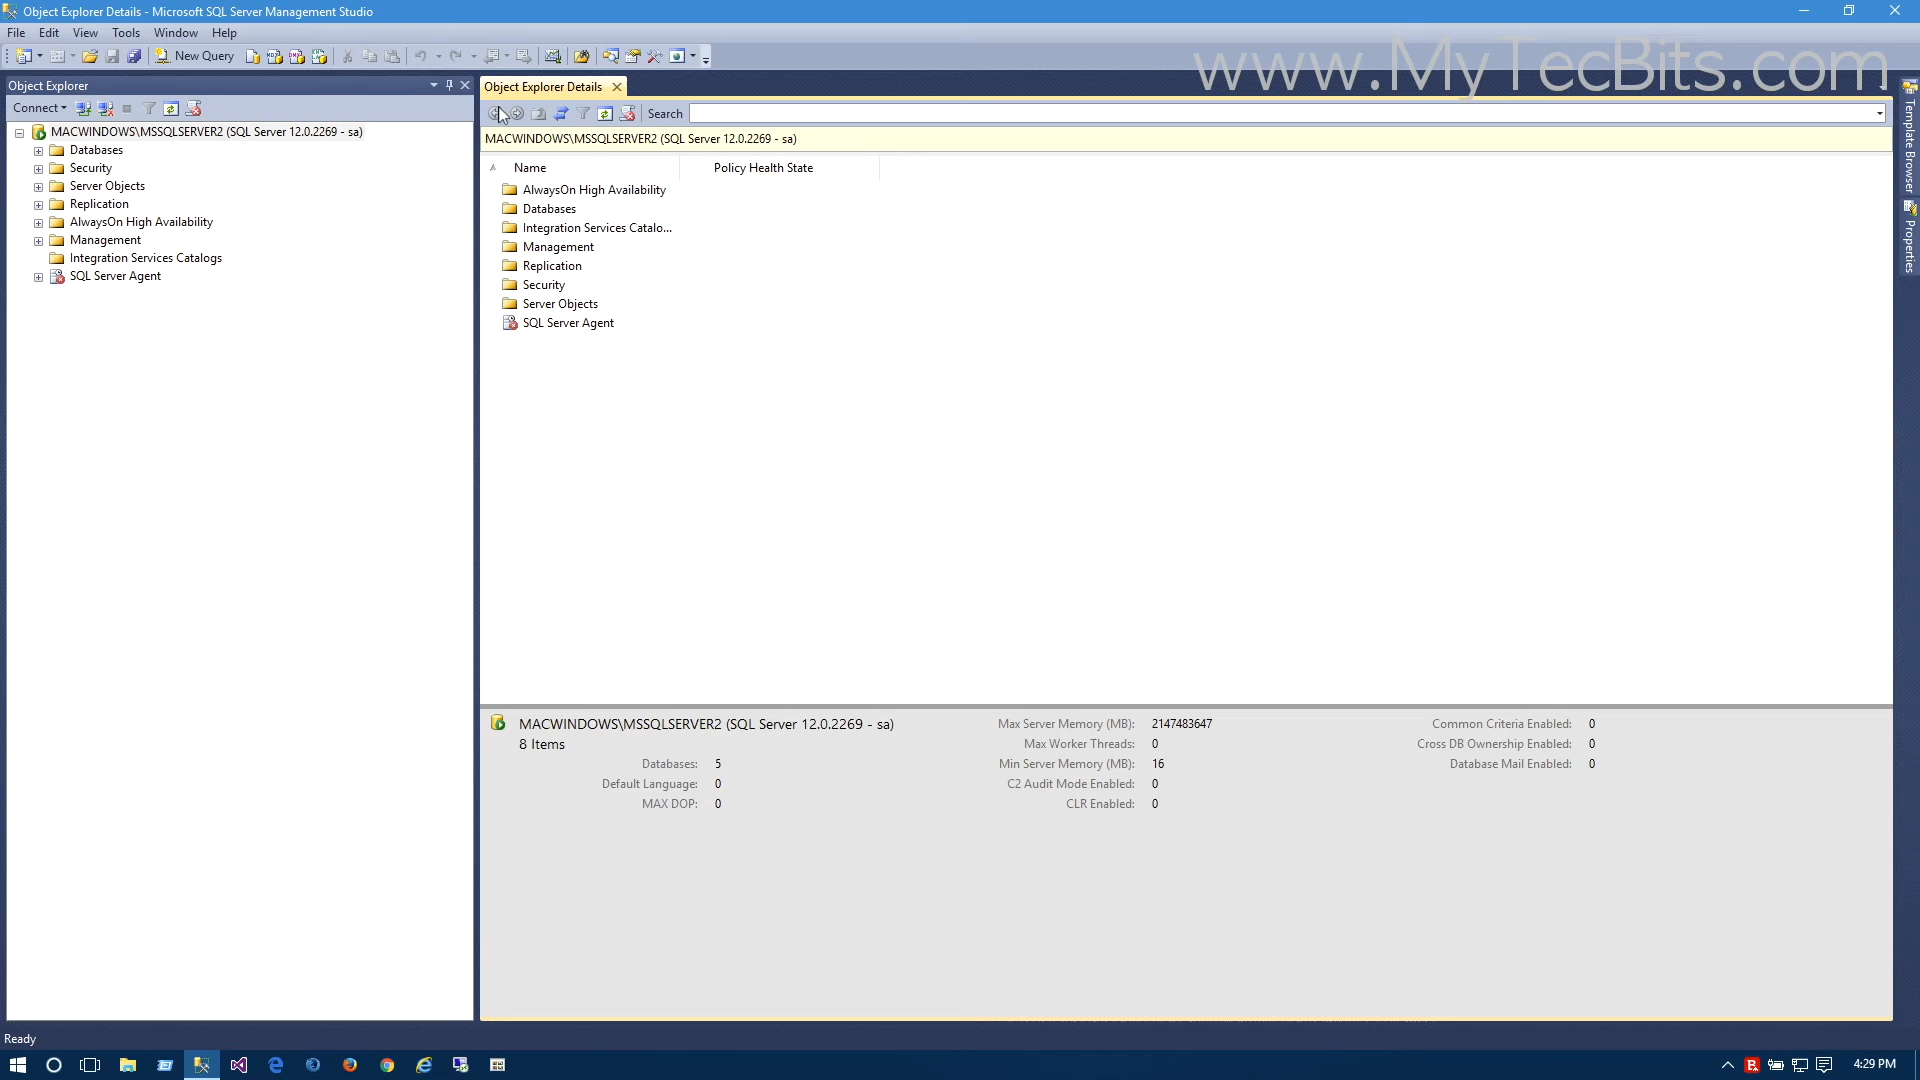 Object Explorer Details - Microsoft SQL Server Management Studio
File Edit View Tools Window Help
New Query
www.MyTecBits.com
Object Explorer
Connect
MACWINDOWS\MSSQLSERVER2 (SQL Server 12.0.2269 - sa)
Databases
Security
Server Objects
Replication
AlwaysOn High Availability
Management
Integration Services Catalogs
SQL Server Agent
Object Explorer Details
Search
MACWINDOWS\MSSQLSERVER2 (SQL Server 12.0.2269 - sa)
Name Policy Health State
AlwaysOn High Availability
Databases
Integration Services Catalo...
Management
Replication
Security
Server Objects
SQL Server Agent
MACWINDOWS\MSSQLSERVER2 (SQL Server 12.0.2269 - sa)
8 Items
Databases: 5
Default Language: 0
MAX DOP: 0
Max Server Memory (MB): 2147483647
Max Worker Threads: 0
Min Server Memory (MB): 16
C2 Audit Mode Enabled: 0
CLR Enabled: 0
Common Criteria Enabled: 0
Cross DB Ownership Enabled: 0
Database Mail Enabled: 0
Template Browser
Properties
Ready
4:29 PM